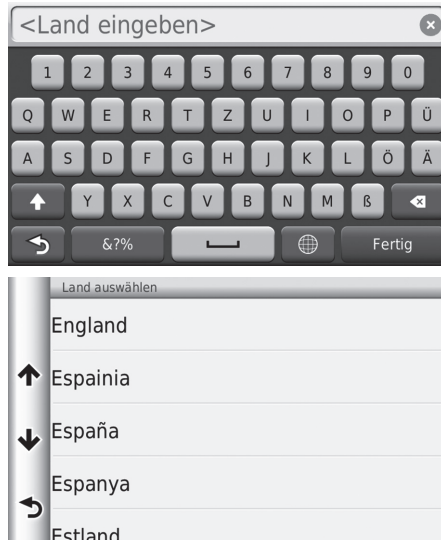 <Land eingeben>
1 2 3 4 5 6 7 8 9 0
Q W E R T Z U I O P Ü
A S D F G H J K L Ö Ä
Y X C V B N M ß
&?% Fertig
Land auswählen
England
Espainia
España
Espanya
Estland